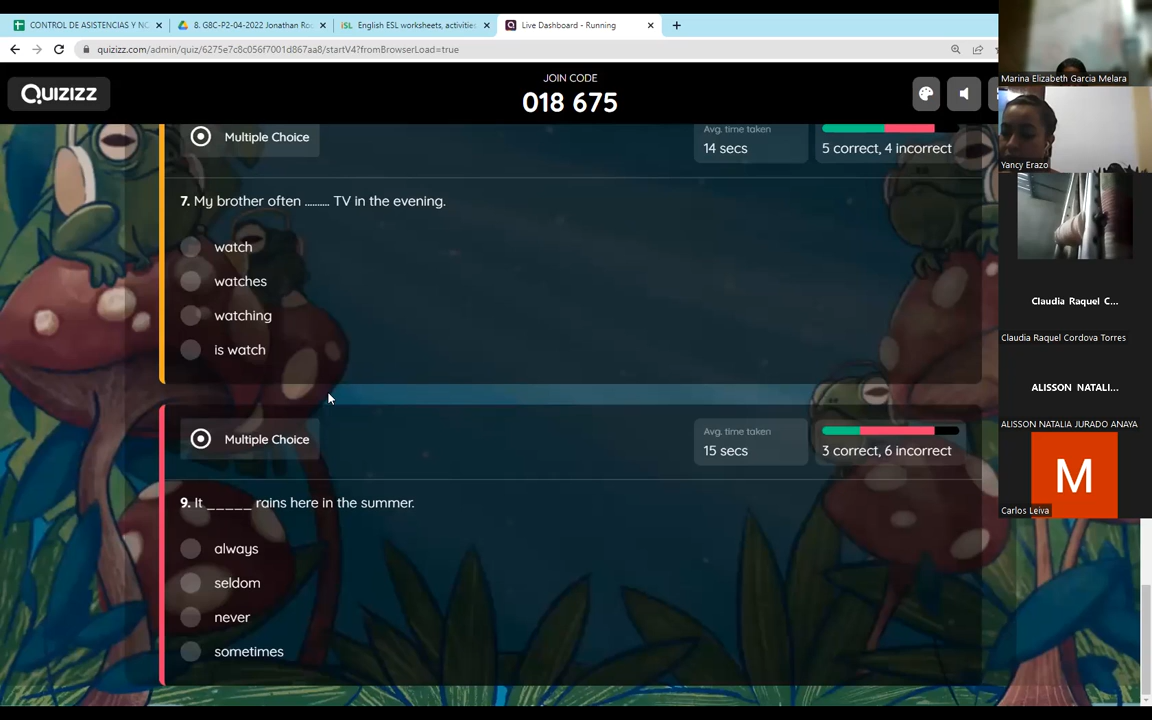 CONTROL DE ASISTENCIAS Y NO
8. G8C-P2-04-2022 Jonathan Ro
iSL English ESL worksheets, activitie
Live Dashboard - Running
quizizz.com/admin/quiz/6275e7c8c056f7001d867aa8/startV4?fromBrowserLoad=true
Quizizz
JOIN CODE
018 675
Multiple Choice
Avg. time taken
14 secs
5 correct, 4 incorrect
7. My brother often ......... TV in the evening.
watch
watches
watching
is watch
Multiple Choice
Avg. time taken
15 secs
3 correct, 6 incorrect
9. It _____ rains here in the summer.
always
seldom
never
sometimes
Marina Elizabeth Garcia Melara
Yancy Erazo
Claudia Raquel C...
Claudia Raquel Cordova Torres
ALISSON NATALI...
ALISSON NATALIA JURADO ANAYA
M
Carlos Leiva